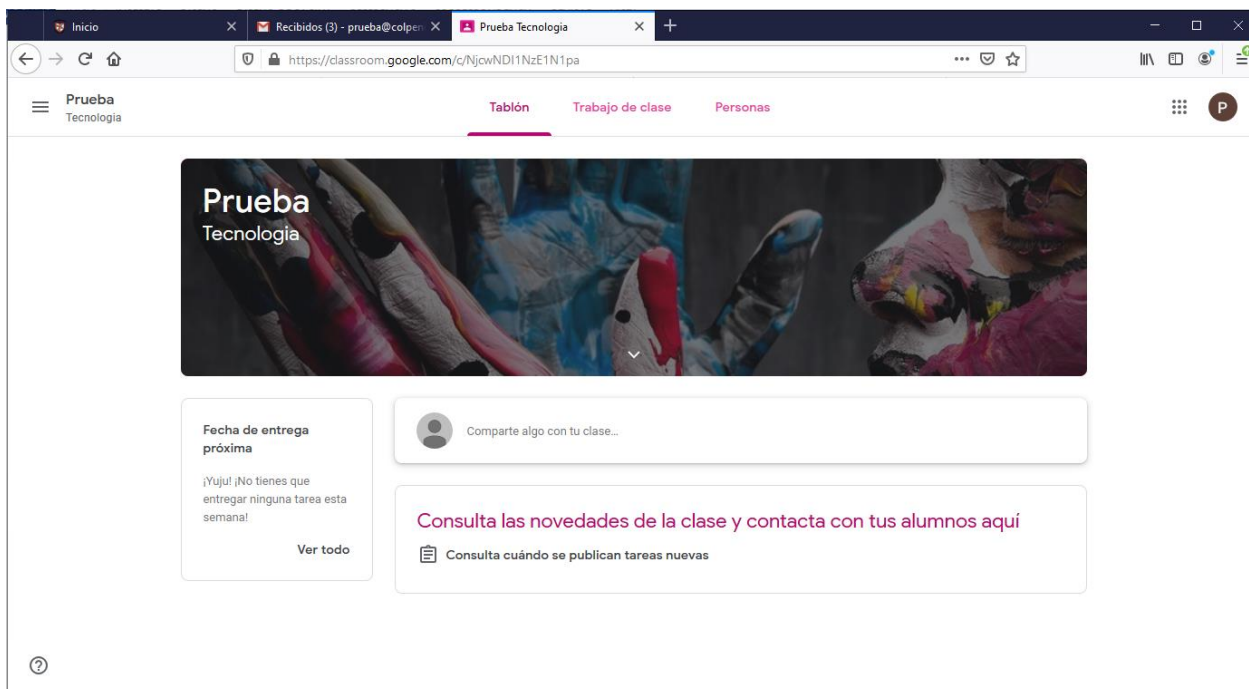 Inicio
Recibidos (3) - prueba@colpen
Prueba Tecnologia
https://classroom.google.com/c/NjcwNDI1NzE1N1pa
Prueba
Tecnologia
Tablón
Trabajo de clase
Personas
P
Prueba
Tecnologia
Fecha de entrega
próxima
¡Yuju! ¡No tienes que
entregar ninguna tarea esta
semana!
Ver todo
Comparte algo con tu clase...
Consulta las novedades de la clase y contacta con tus alumnos aquí
Consulta cuándo se publican tareas nuevas